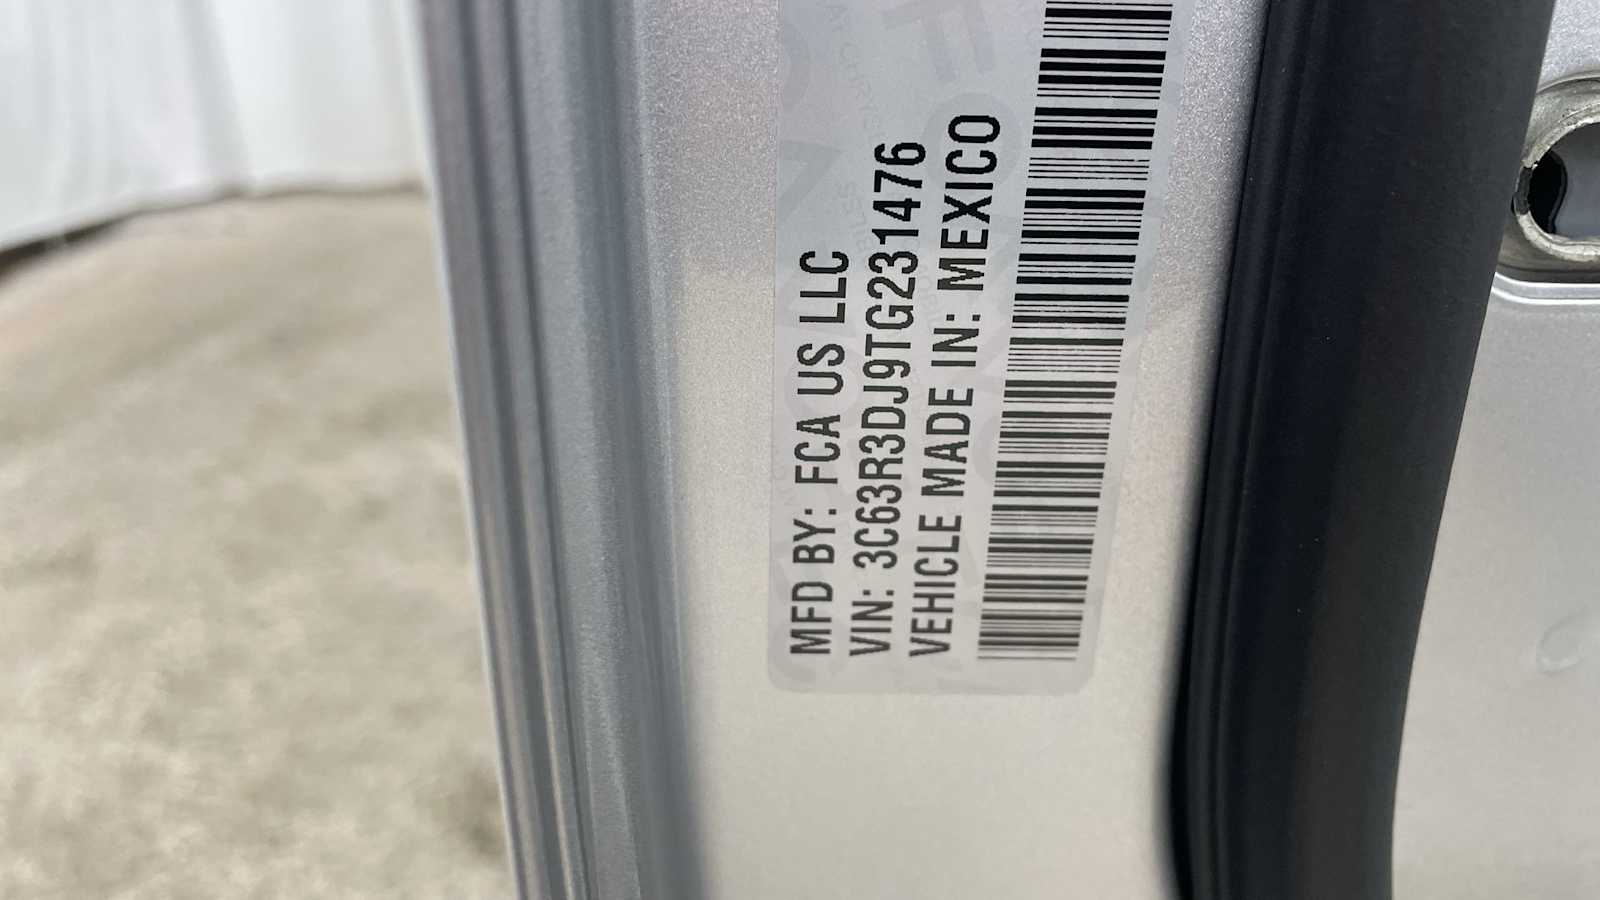 MFD BY: FCA US LLC
VIN: 3C63R3DJ9TG231476
VEHICLE MADE IN: MEXICO